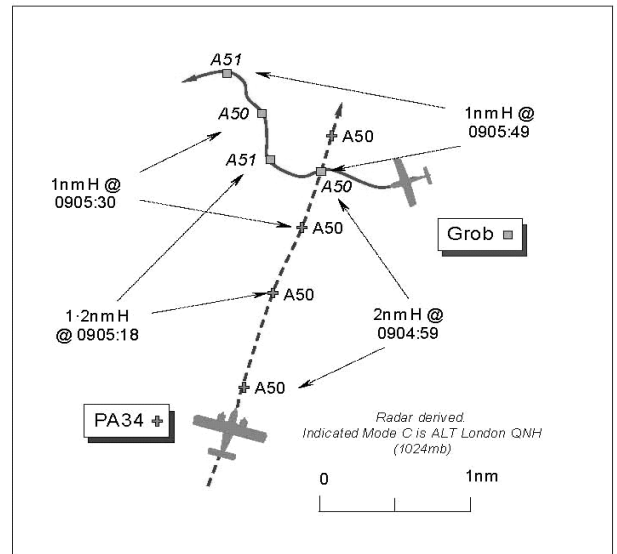 A51
A50
1nmH @
0905:49
A50
A51
A50
1nmH @
0905:30
A50
Grob
A50
1·2nmH
@ 0905:18
2nmH @
0904:59
A50
PA34
Radar derived.
Indicated Mode C is ALT London QNH
(1024mb)
0 1nm